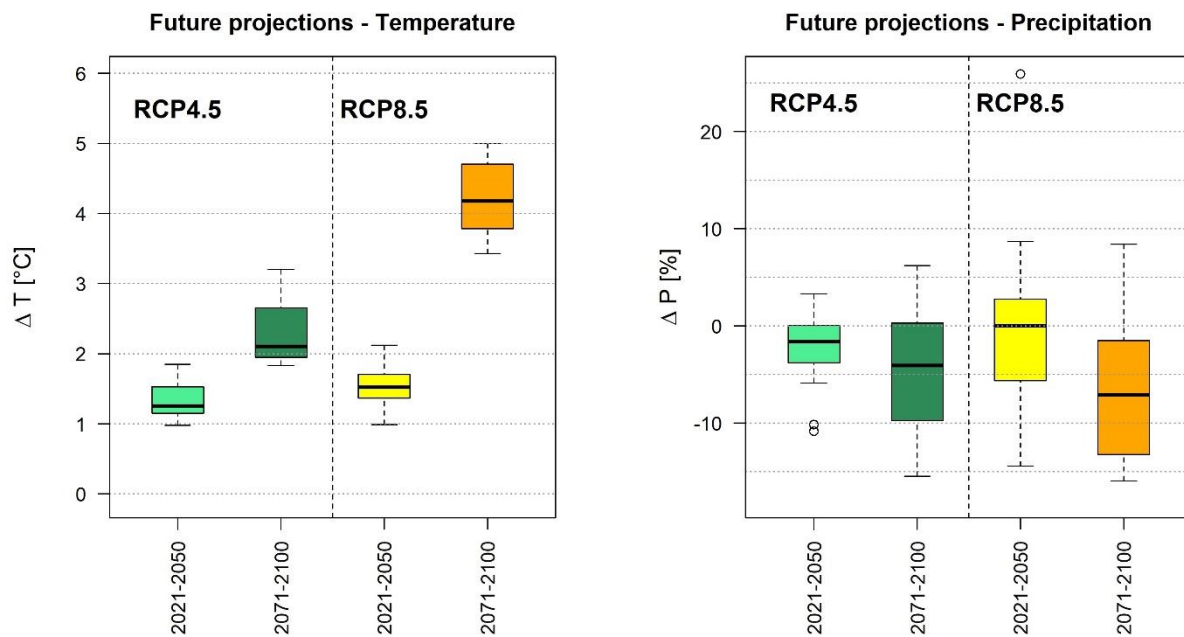 Future projections - Temperature
Δ T [°C]
6
5
4
3
2
1
0
RCP4.5
RCP8.5
2021-2050
2071-2100
2021-2050
2071-2100
Future projections - Precipitation
Δ P [%]
20
10
0
-10
RCP4.5
RCP8.5
2021-2050
2071-2100
2021-2050
2071-2100